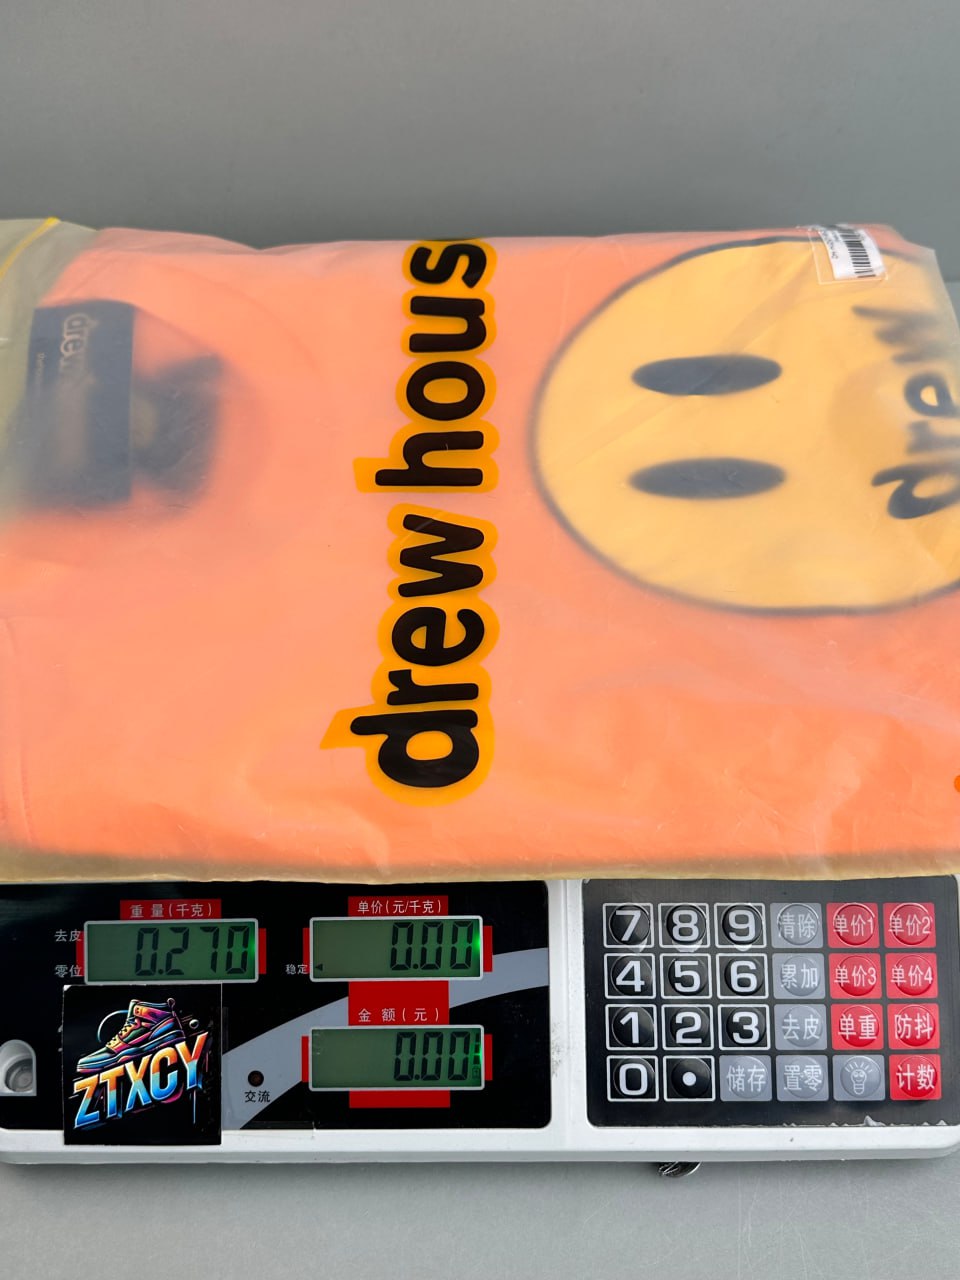 drew hous
drew
drew
重量(千克)
单价(元/千克)
去皮
零位
0.270
稳定
0.00
金额(元)
0.00
交流
ZTXCY
7 8 9 清除 单价1 单价2
4 5 6 累加 单价3 单价4
1 2 3 去皮 单重 防抖
0 . 储存 置零 计数